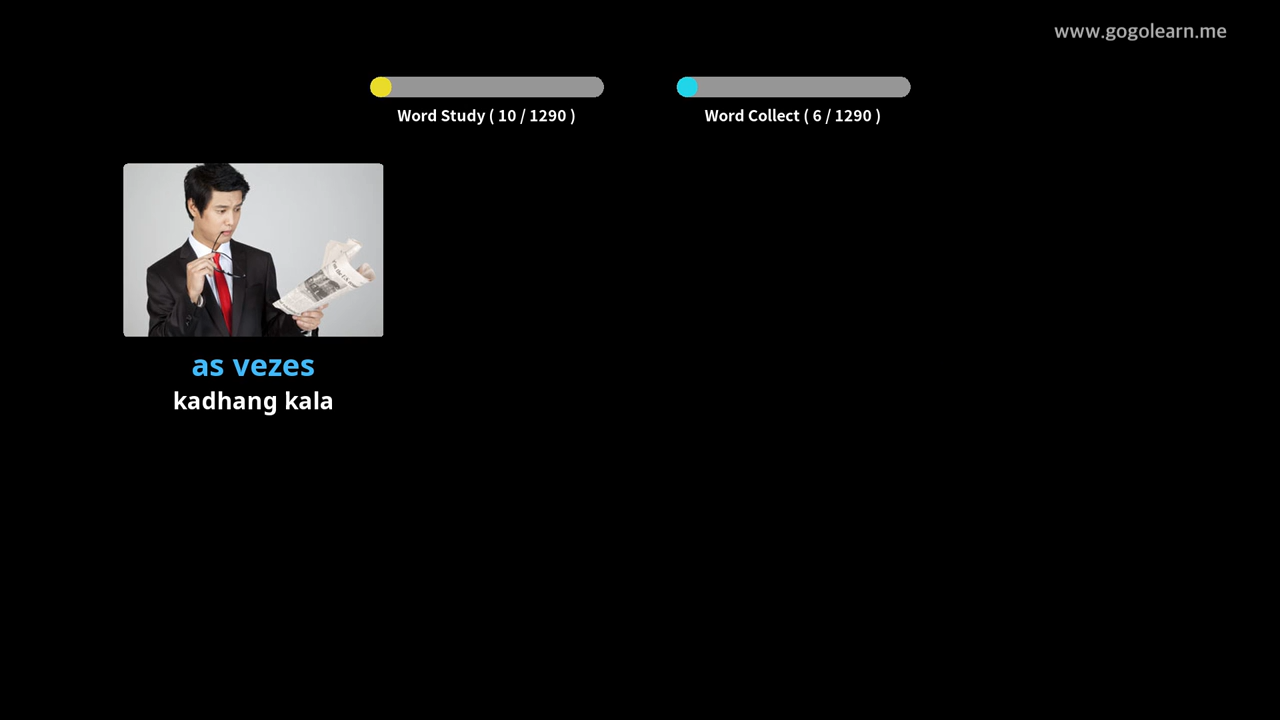 www.gogolearn.me
Word Study ( 10 / 1290 )
Word Collect ( 6 / 1290 )
as vezes
kadhang kala